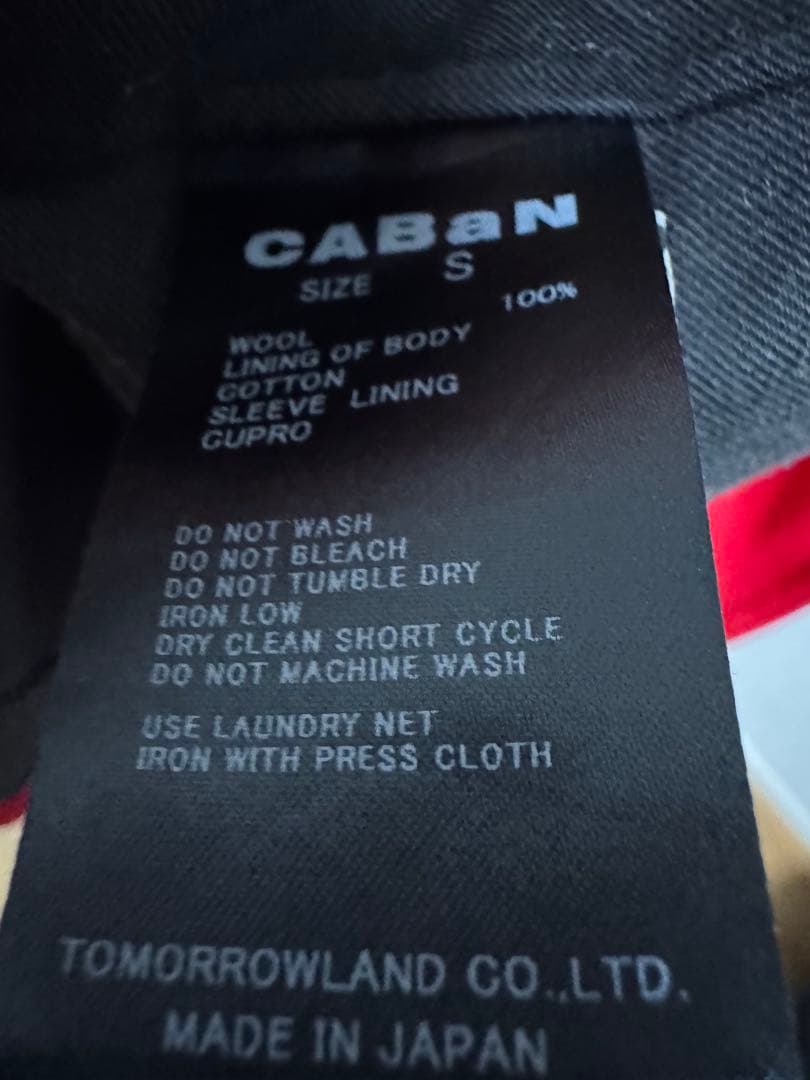 CABaN
SIZE S
WOOL 100%
LINING OF BODY
COTTON
SLEEVE LINING
CUPRO
DO NOT WASH
DO NOT BLEACH
DO NOT TUMBLE DRY
IRON LOW
DRY CLEAN SHORT CYCLE
DO NOT MACHINE WASH
USE LAUNDRY NET
IRON WITH PRESS CLOTH
TOMORROWLAND CO.,LTD.
MADE IN JAPAN